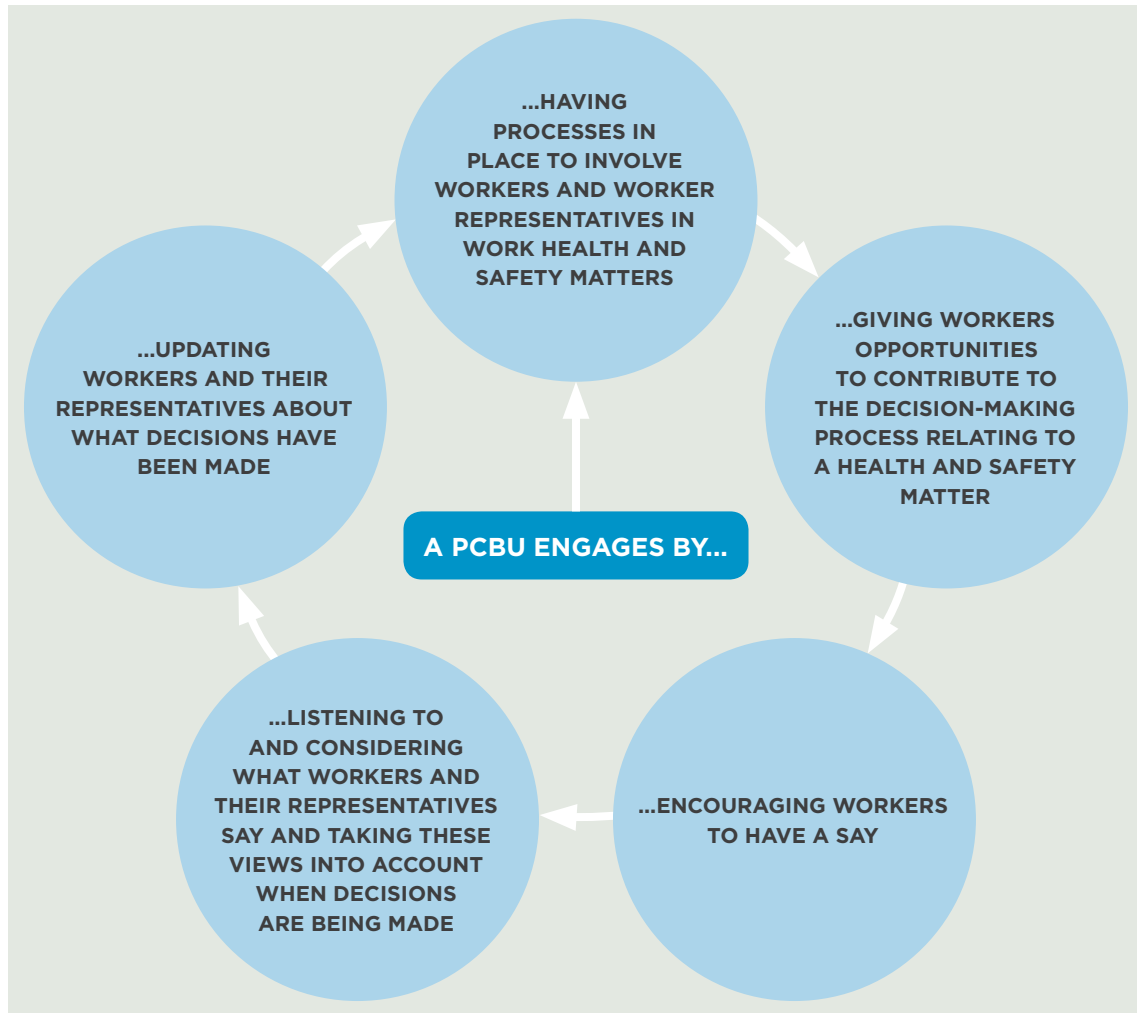 ...HAVING
PROCESSES IN
PLACE TO INVOLVE
WORKERS AND WORKER
REPRESENTATIVES IN
WORK HEALTH AND
SAFETY MATTERS
...GIVING WORKERS
OPPORTUNITIES
TO CONTRIBUTE TO
THE DECISION-MAKING
PROCESS RELATING TO
A HEALTH AND SAFETY
MATTER
...ENCOURAGING WORKERS
TO HAVE A SAY
...LISTENING TO
AND CONSIDERING
WHAT WORKERS AND
THEIR REPRESENTATIVES
SAY AND TAKING THESE
VIEWS INTO ACCOUNT
WHEN DECISIONS
ARE BEING MADE
...UPDATING
WORKERS AND THEIR
REPRESENTATIVES ABOUT
WHAT DECISIONS HAVE
BEEN MADE
A PCBU ENGAGES BY...